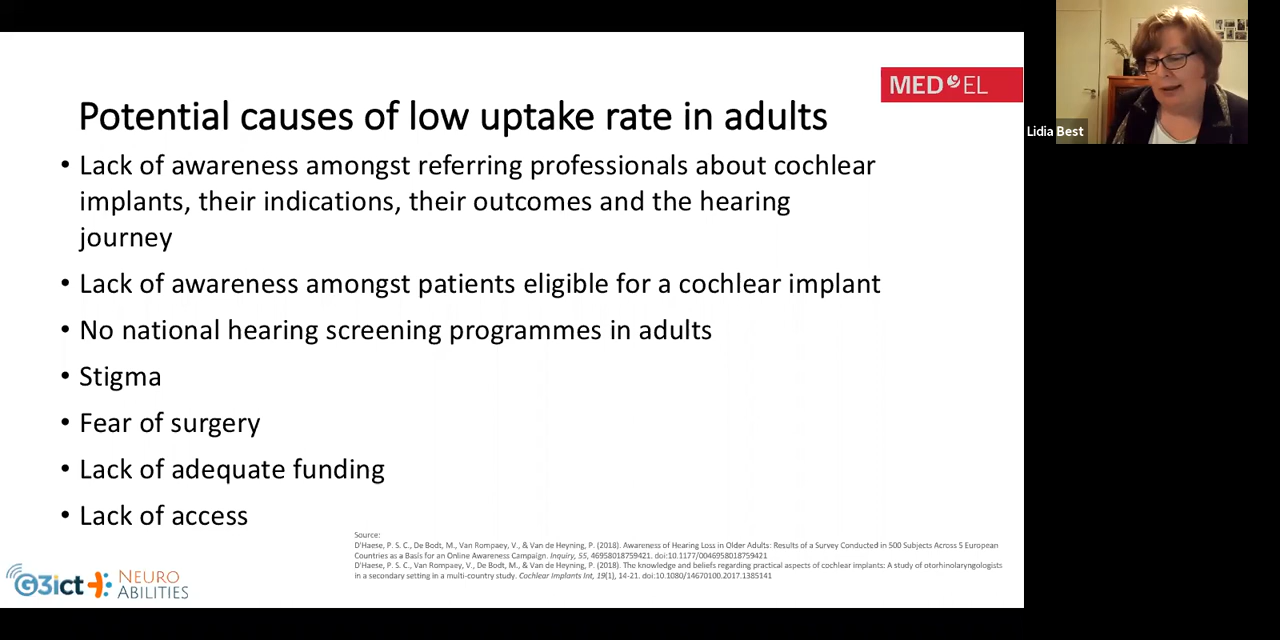 MED EL
Potential causes of low uptake rate in adults
• Lack of awareness amongst referring professionals about cochlear
implants, their indications, their outcomes and the hearing
journey
• Lack of awareness amongst patients eligible for a cochlear implant
• No national hearing screening programmes in adults
• Stigma
• Fear of surgery
• Lack of adequate funding
• Lack of access
Source:
D'Haese, P. S. C., De Bodt, M., Van Rompaey, V., & Van de Heyning, P. (2018). Awareness of Hearing Loss in Older Adults: Results of a Survey Conducted in 500 Subjects Across 5 European
Countries as a Basis for an Online Awareness Campaign. Inquiry, 55, 46958018759421. doi:10.1177/0046958018759421
D'Haese, P. S. C., Van Rompaey, V., De Bodt, M., & Van de Heyning, P. (2018). The knowledge and beliefs regarding practical aspects of cochlear implants: A study of otorhinolaryngologists
in a secondary setting in a multi-country study. Cochlear Implants Int, 19(1), 14-21. doi:10.1080/14670100.2017.1385141
G3ict
NEURO
ABILITIES
Lidia Best